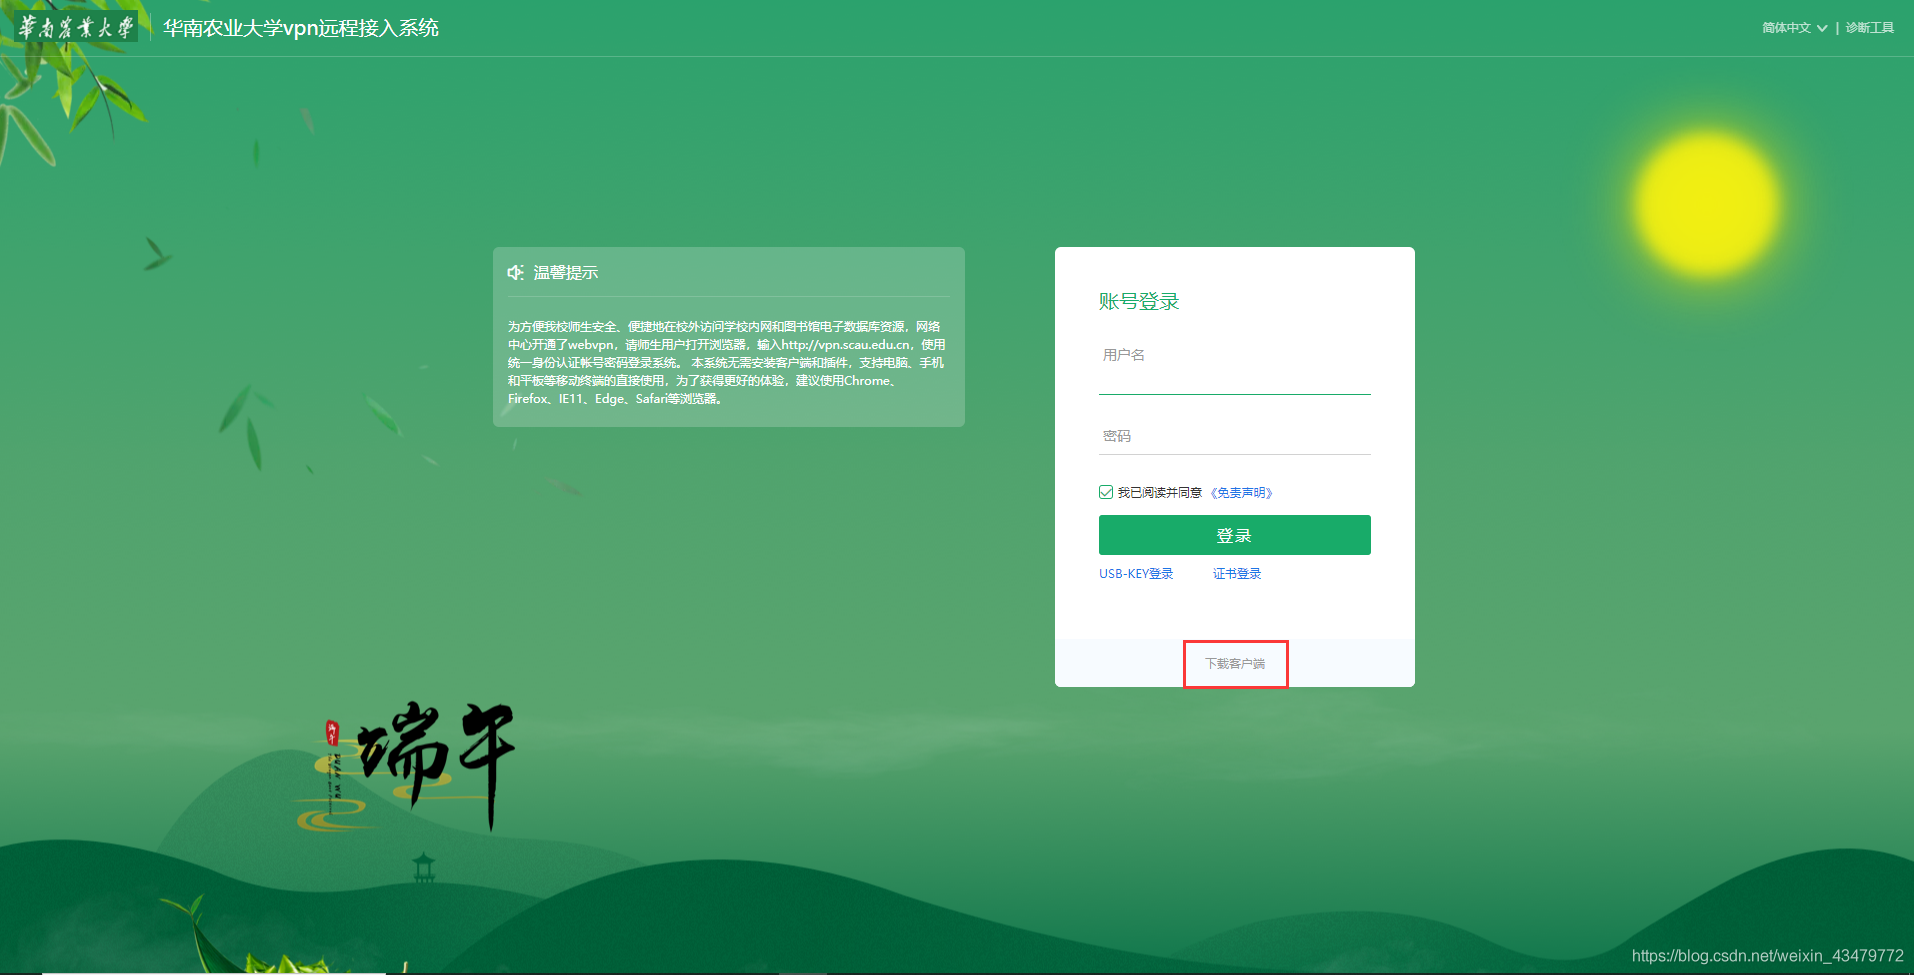 華南农業大学
华南农业大学vpn远程接入系统
简体中文 | 诊断工具
温馨提示
为方便我校师生安全、便捷地在校外访问学校内网和图书馆电子数据库资源，网络
中心开通了webvpn，请师生用户打开浏览器，输入http://vpn.scau.edu.cn，使用
统一身份认证帐号密码登录系统。 本系统无需安装客户端和插件，支持电脑、手机
和平板等移动终端的直接使用，为了获得更好的体验，建议使用Chrome、
Firefox、IE11、Edge、Safari等浏览器。
账号登录
用户名
密码
我已阅读并同意 《免责声明》
登录
USB-KEY登录 证书登录
下载客户端
端午
端午
https://blog.csdn.net/weixin_43479772